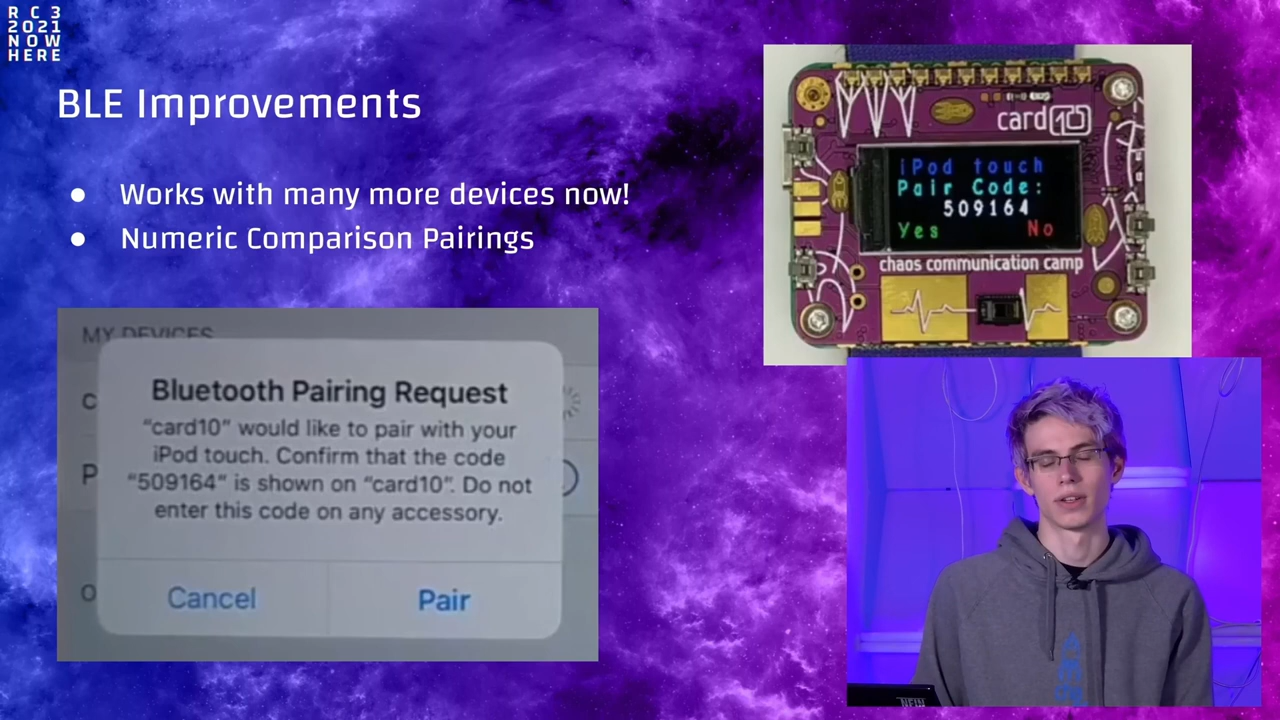 R C 3
2021
NOW
HERE
BLE Improvements
● Works with many more devices now!
● Numeric Comparison Pairings
card10
iPod touch
Pair Code:
509164
Yes No
chaos communication camp
MY DEVICES
C
P
O
Bluetooth Pairing Request
“card10” would like to pair with your
iPod touch. Confirm that the code
“509164” is shown on “card10”. Do not
enter this code on any accessory.
Cancel Pair